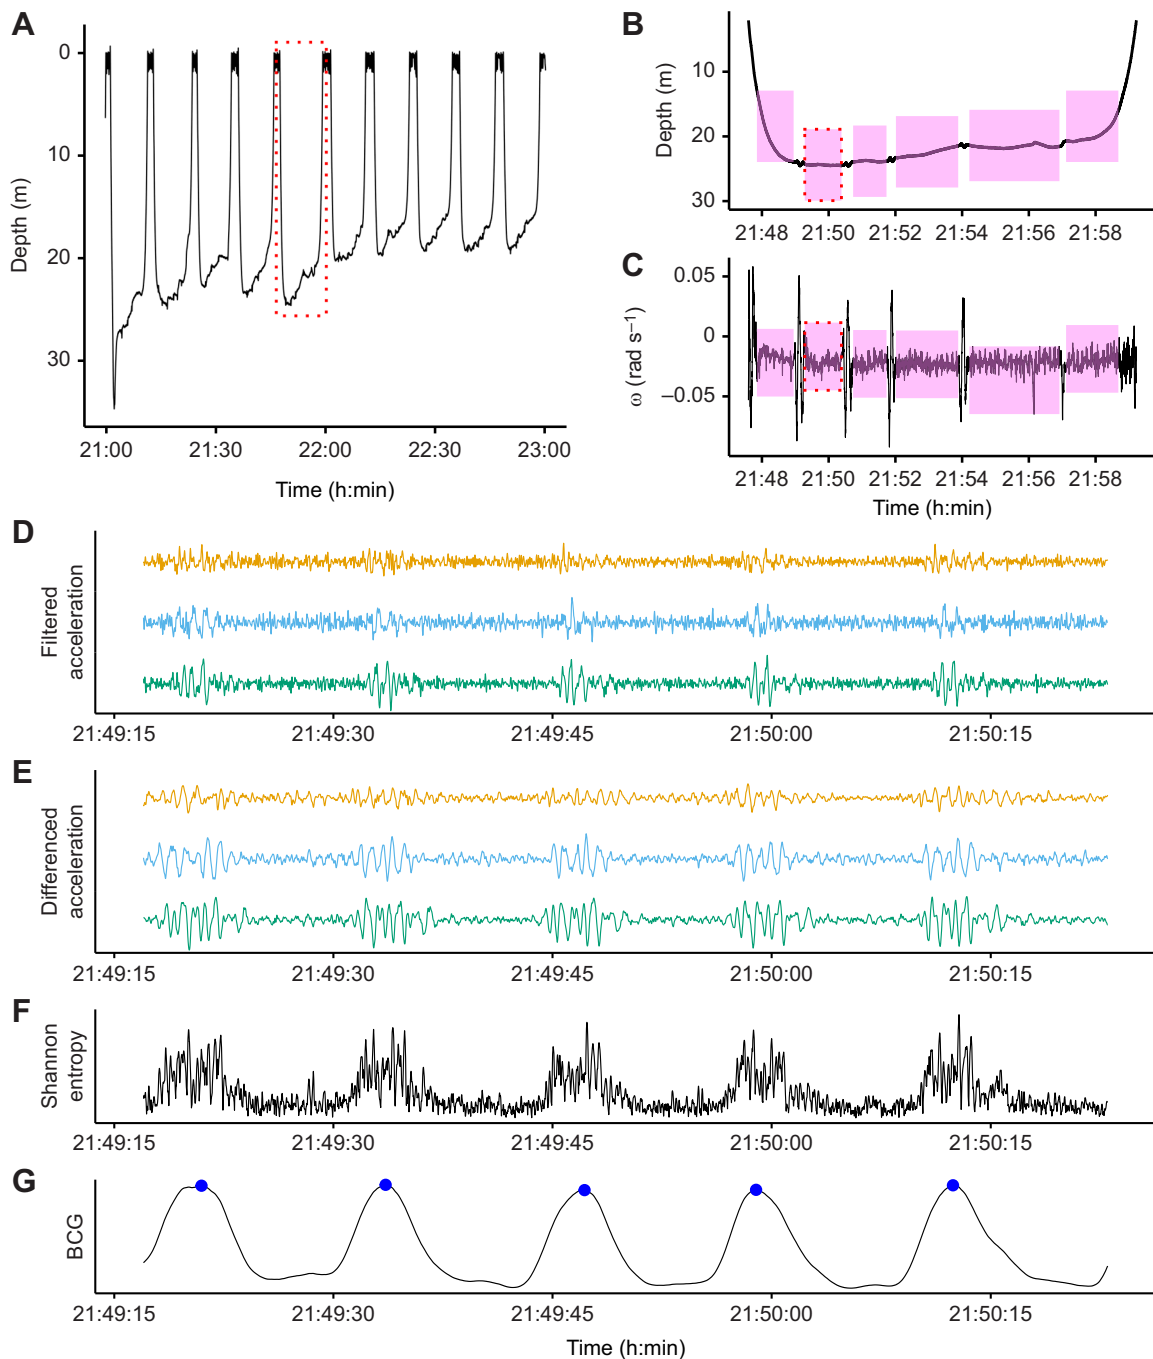 A
0
10
20
30
Depth (m)
21:00 21:30 22:00 22:30 23:00
Time (h:min)
B
10
20
30
Depth (m)
21:48 21:50 21:52 21:54 21:56 21:58
C
0.05
0
–0.05
ω (rad s–1)
21:48 21:50 21:52 21:54 21:56 21:58
Time (h:min)
D
Filtered
acceleration
21:49:15 21:49:30 21:49:45 21:50:00 21:50:15
E
Differenced
acceleration
21:49:15 21:49:30 21:49:45 21:50:00 21:50:15
F
Shannon
entropy
21:49:15 21:49:30 21:49:45 21:50:00 21:50:15
G
BCG
21:49:15 21:49:30 21:49:45 21:50:00 21:50:15
Time (h:min)